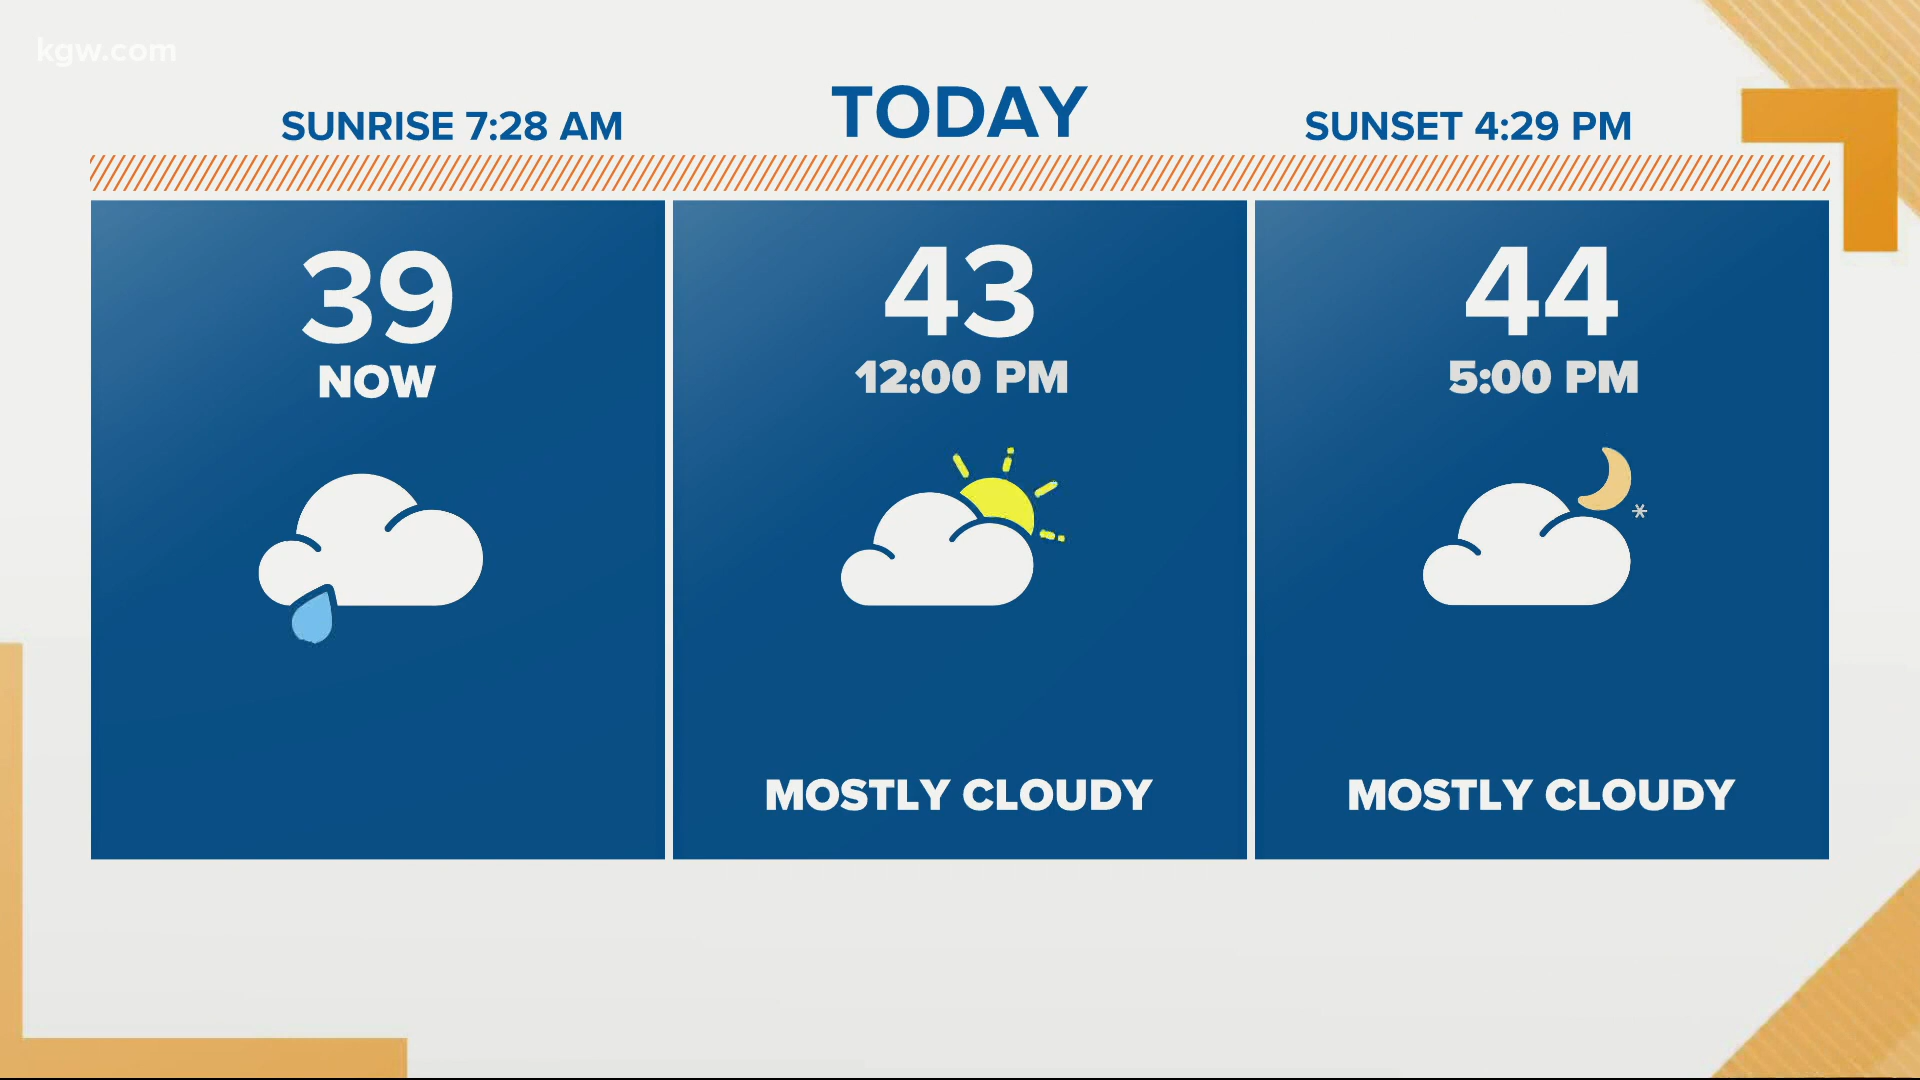 kgw.com
TODAY
SUNRISE 7:28 AM
SUNSET 4:29 PM
39
NOW
43
12:00 PM
MOSTLY CLOUDY
44
5:00 PM
MOSTLY CLOUDY